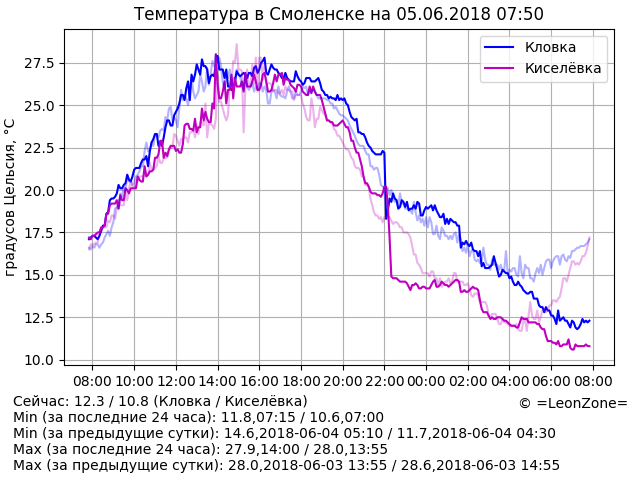 Температура в Смоленске на 05.06.2018 07:50
Кловка
Киселёвка
градусов Цельсия, °C
27.5
25.0
22.5
20.0
17.5
15.0
12.5
10.0
08:00 10:00 12:00 14:00 16:00 18:00 20:00 22:00 00:00 02:00 04:00 06:00 08:00
Сейчас: 12.3 / 10.8 (Кловка / Киселёвка)
© =LeonZone=
Min (за последние 24 часа): 11.8,07:15 / 10.6,07:00
Min (за предыдущие сутки): 14.6,2018-06-04 05:10 / 11.7,2018-06-04 04:30
Max (за последние 24 часа): 27.9,14:00 / 28.0,13:55
Max (за предыдущие сутки): 28.0,2018-06-03 13:55 / 28.6,2018-06-03 14:55